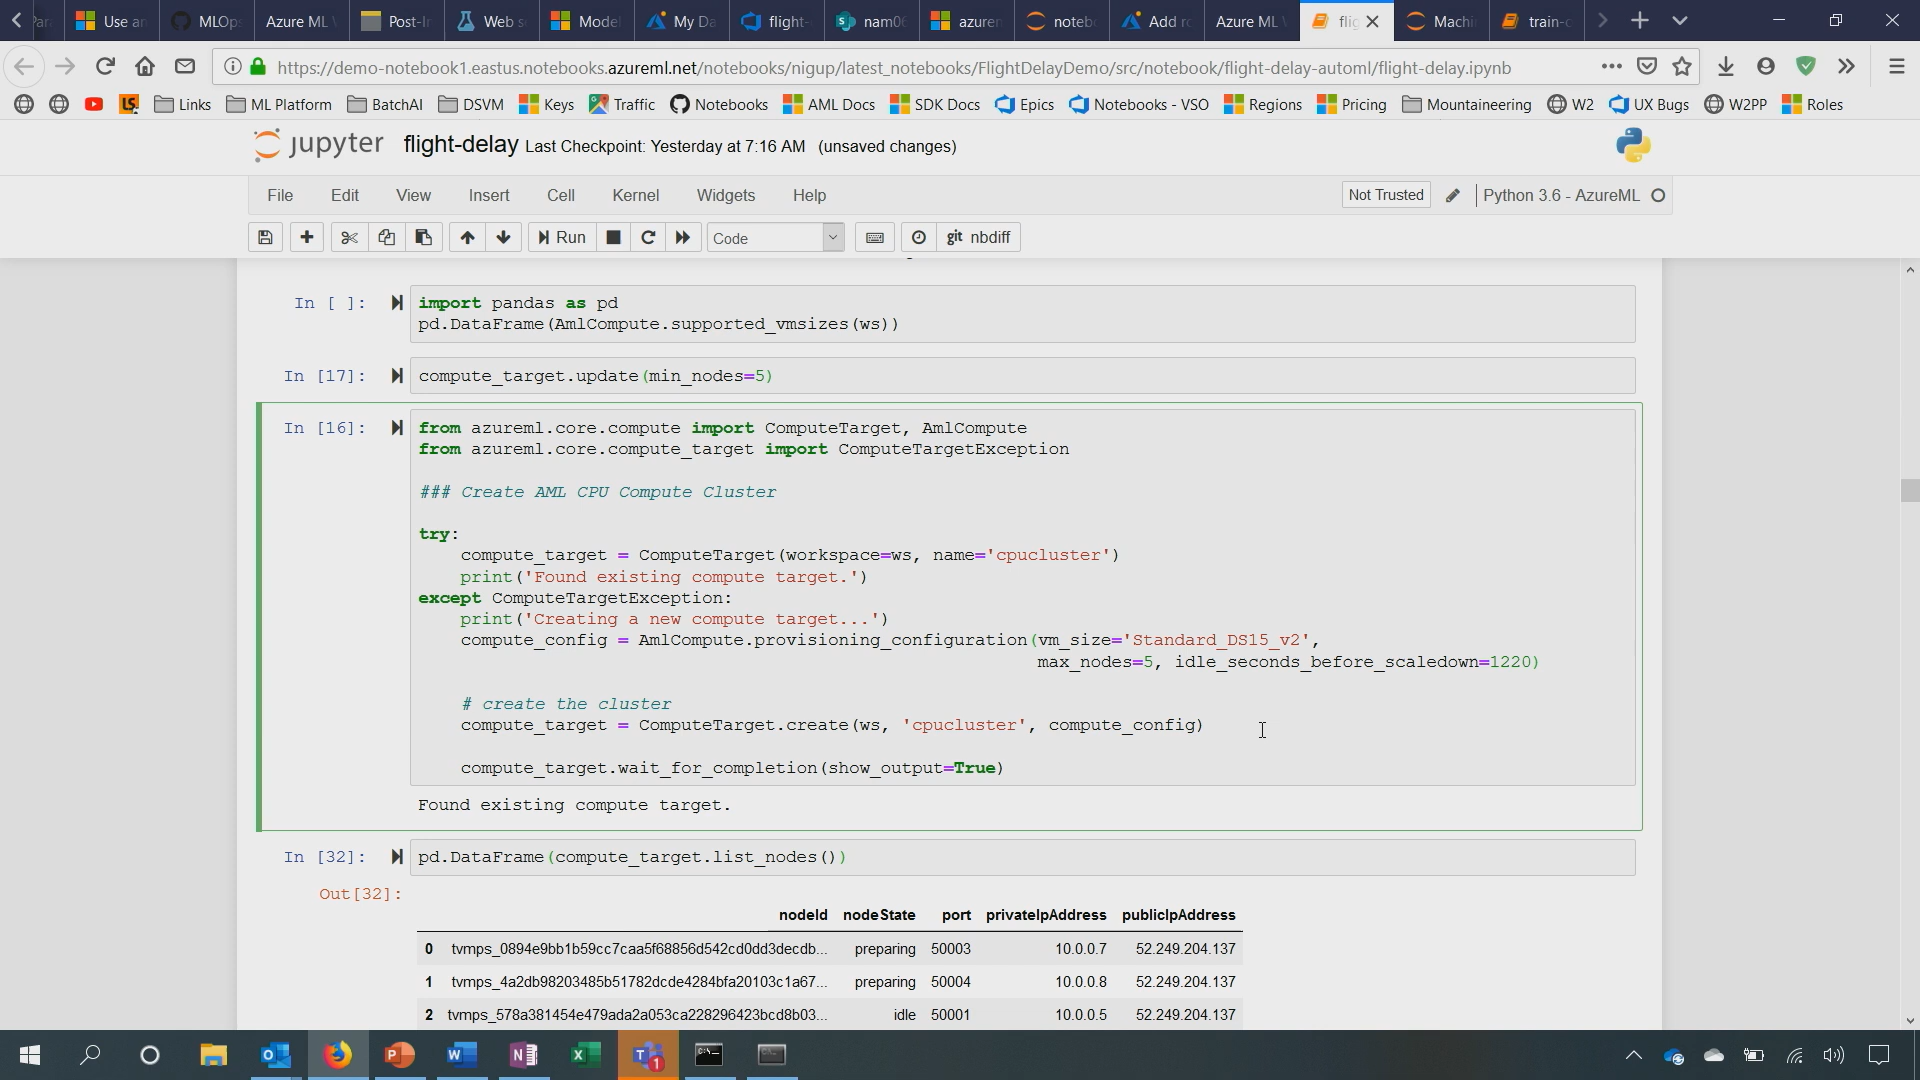 Use an
MLOps
Azure ML
Post-I
Web s
Model
My Da
flight-
nam06
azuren
noteb
Add r
Azure ML
flig
Machi
train-
https://demo-notebook1.eastus.notebooks.azureml.net/notebooks/nigup/latest_notebooks/FlightDelayDemo/src/notebook/flight-delay-automl/flight-delay.ipynb
Links ML Platform BatchAI DSVM Keys Traffic Notebooks AML Docs SDK Docs Epics Notebooks - VSO Regions Pricing Mountaineering W2 UX Bugs W2PP Roles
jupyter flight-delay Last Checkpoint: Yesterday at 7:16 AM (unsaved changes)
File Edit View Insert Cell Kernel Widgets Help Not Trusted Python 3.6 - AzureML
Run Code git nbdiff
In [ ]: import pandas as pd
pd.DataFrame(AmlCompute.supported_vmsizes(ws))
In [17]: compute_target.update(min_nodes=5)
In [16]: from azureml.core.compute import ComputeTarget, AmlCompute
from azureml.core.compute_target import ComputeTargetException
### Create AML CPU Compute Cluster
try:
compute_target = ComputeTarget(workspace=ws, name='cpucluster')
print('Found existing compute target.')
except ComputeTargetException:
print('Creating a new compute target...')
compute_config = AmlCompute.provisioning_configuration(vm_size='Standard_DS15_v2',
max_nodes=5, idle_seconds_before_scaledown=1220)
# create the cluster
compute_target = ComputeTarget.create(ws, 'cpucluster', compute_config)
compute_target.wait_for_completion(show_output=True)
Found existing compute target.
In [32]: pd.DataFrame(compute_target.list_nodes())
Out[32]:
nodeId nodeState port privateIpAddress publicIpAddress
0 tvmps_0894e9bb1b59cc7caa5f68856d542cd0dd3decdb... preparing 50003 10.0.0.7 52.249.204.137
1 tvmps_4a2db98203485b51782dcde4284bfa20103c1a67... preparing 50004 10.0.0.8 52.249.204.137
2 tvmps_578a381454e479ada2a053ca228296423bcd8b03... idle 50001 10.0.0.5 52.249.204.137